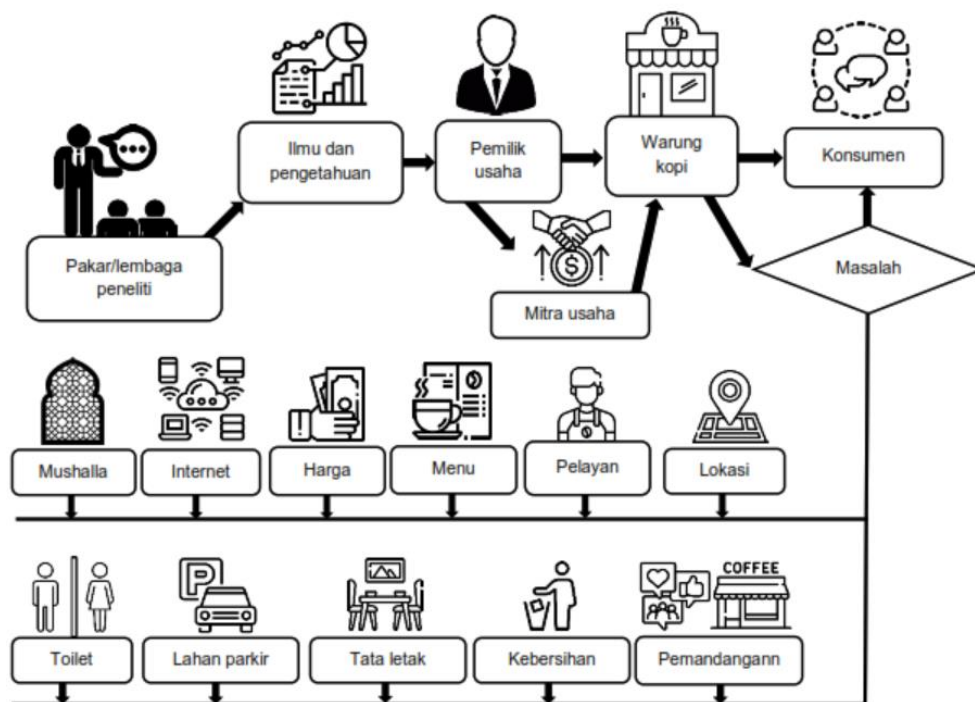 Ilmu dan
pengetahuan
Pemilik
usaha
Warung
kopi
Konsumen
Pakar/lembaga
peneliti
Mitra usaha
Masalah
Mushalla
Internet
Harga
Menu
Pelayan
Lokasi
P
COFFEE
Toilet
Lahan parkir
Tata letak
Kebersihan
Pemandangann